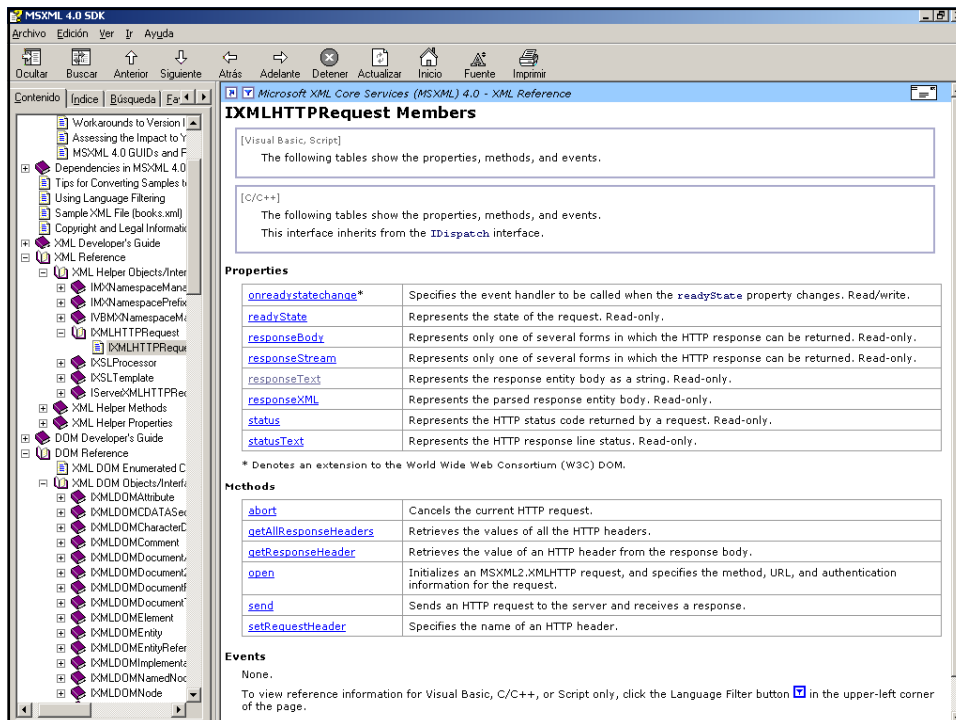 MSXML 4.0 SDK
Archivo Edición Ver Ir Ayuda
Ocultar Buscar Anterior Siguiente Atrás Adelante Detener Actualizar Inicio Fuente Imprimir
Contenido Índice Búsqueda Fa
Workarounds to Version I
Assessing the Impact to Y
MSXML 4.0 GUIDs and F
Dependencies in MSXML 4.0
Tips for Converting Samples t
Using Language Filtering
Sample XML File (books.xml)
Copyright and Legal Informatio
XML Developer's Guide
XML Reference
XML Helper Objects/Inter
IMXNamespaceMana
IMXNamespacePrefix
IVBMXNamespaceMa
IXMLHTTPRequest
IXMLHTTPReque
IXSLProcessor
IXSLTemplate
IServerXMLHTTPRec
XML Helper Methods
XML Helper Properties
DOM Developer's Guide
DOM Reference
XML DOM Enumerated C
XML DOM Objects/Interfa
IXMLDOMAttribute
IXMLDOMCDATASec
IXMLDOMCharacterD
IXMLDOMComment
IXMLDOMDocument
IXMLDOMDocument2
IXMLDOMDocumentF
IXMLDOMDocumentT
IXMLDOMElement
IXMLDOMEntity
IXMLDOMEntityRefer
IXMLDOMImplementa
IXMLDOMNamedNod
IXMLDOMNode
Microsoft XML Core Services (MSXML) 4.0 - XML Reference
IXMLHTTPRequest Members
[Visual Basic, Script]
The following tables show the properties, methods, and events.
[C/C++]
The following tables show the properties, methods, and events.
This interface inherits from the IDispatch interface.
Properties
onreadystatechange* Specifies the event handler to be called when the readyState property changes. Read/write.
readyState Represents the state of the request. Read-only.
responseBody Represents only one of several forms in which the HTTP response can be returned. Read-only.
responseStream Represents only one of several forms in which the HTTP response can be returned. Read-only.
responseText Represents the response entity body as a string. Read-only.
responseXML Represents the parsed response entity body. Read-only.
status Represents the HTTP status code returned by a request. Read-only.
statusText Represents the HTTP response line status. Read-only.
* Denotes an extension to the World Wide Web Consortium (W3C) DOM.
Methods
abort Cancels the current HTTP request.
getAllResponseHeaders Retrieves the values of all the HTTP headers.
getResponseHeader Retrieves the value of an HTTP header from the response body.
open Initializes an MSXML2.XMLHTTP request, and specifies the method, URL, and authentication
information for the request.
send Sends an HTTP request to the server and receives a response.
setRequestHeader Specifies the name of an HTTP header.
Events
None.
To view reference information for Visual Basic, C/C++, or Script only, click the Language Filter button in the upper-left corner
of the page.